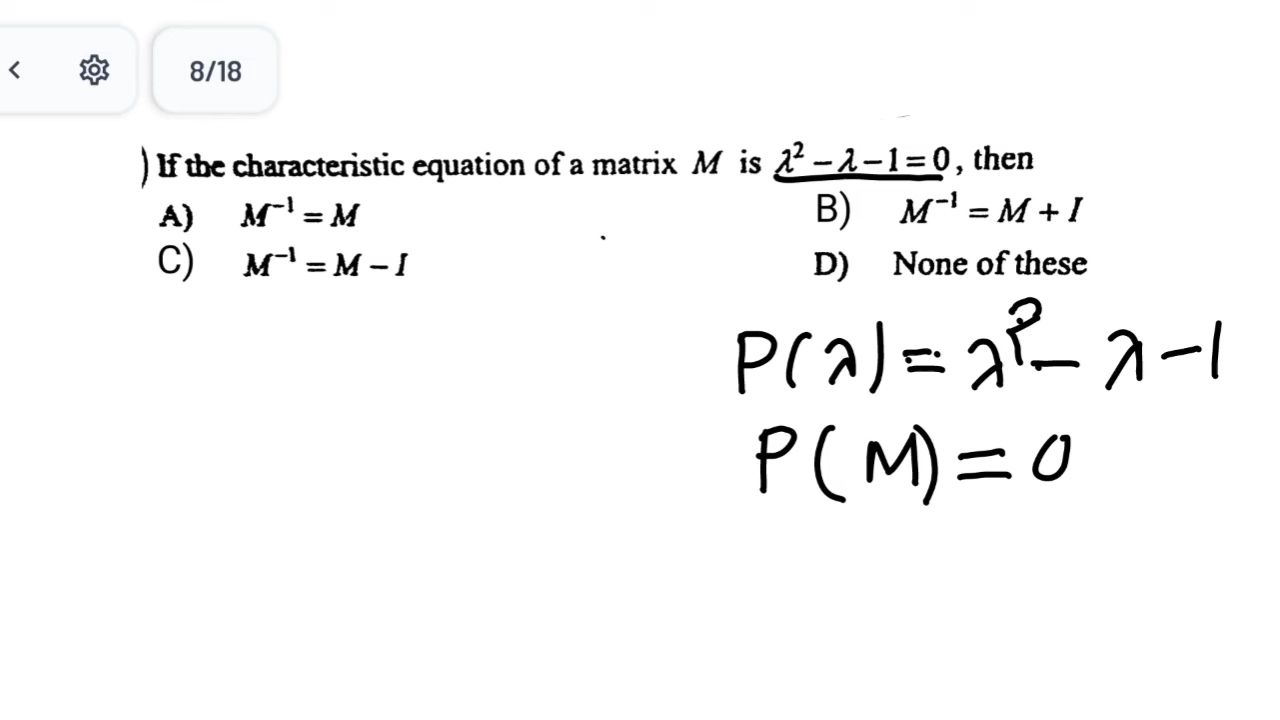 8/18
) If the characteristic equation of a matrix M is λ² − λ − 1 = 0, then
A) M⁻¹ = M
B) M⁻¹ = M + I
C) M⁻¹ = M − I
D) None of these
P(λ) = λ² − λ − 1
P(M) = 0